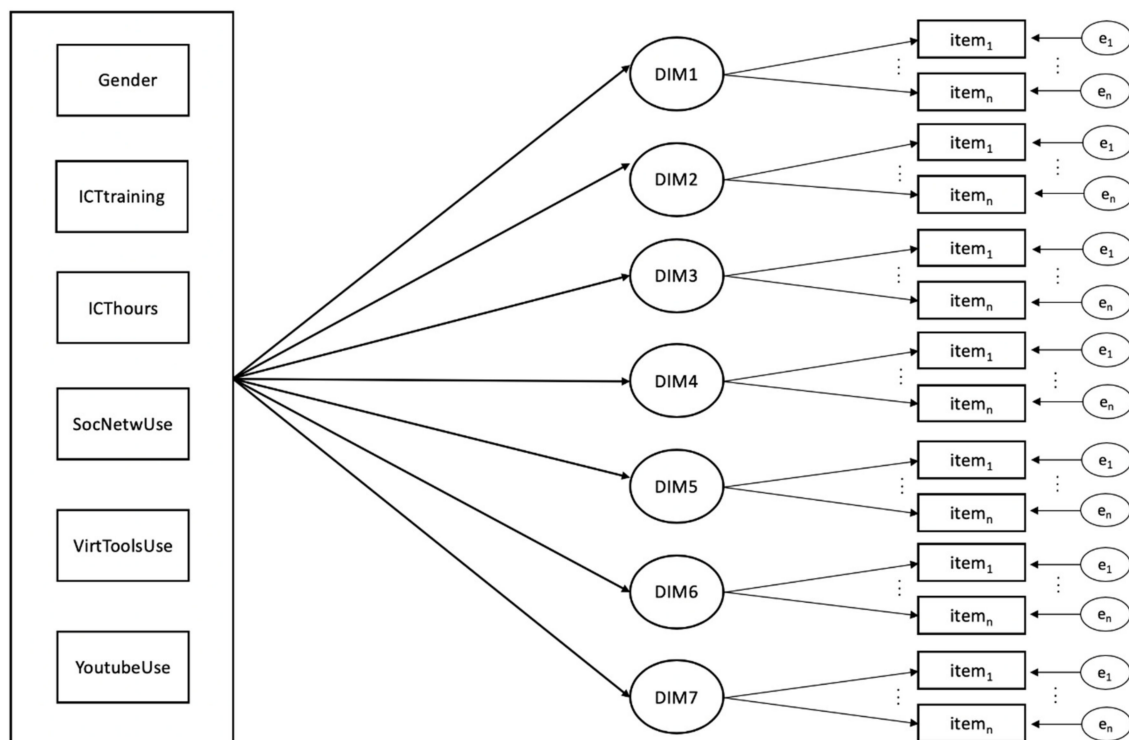 Gender
ICTtraining
ICThours
SocNetwUse
VirtToolsUse
YoutubeUse
DIM1
DIM2
DIM3
DIM4
DIM5
DIM6
DIM7
item₁
e₁
itemₙ
eₙ
item₁
e₁
itemₙ
eₙ
item₁
e₁
itemₙ
eₙ
item₁
e₁
itemₙ
eₙ
item₁
e₁
itemₙ
eₙ
item₁
e₁
itemₙ
eₙ
item₁
e₁
itemₙ
eₙ